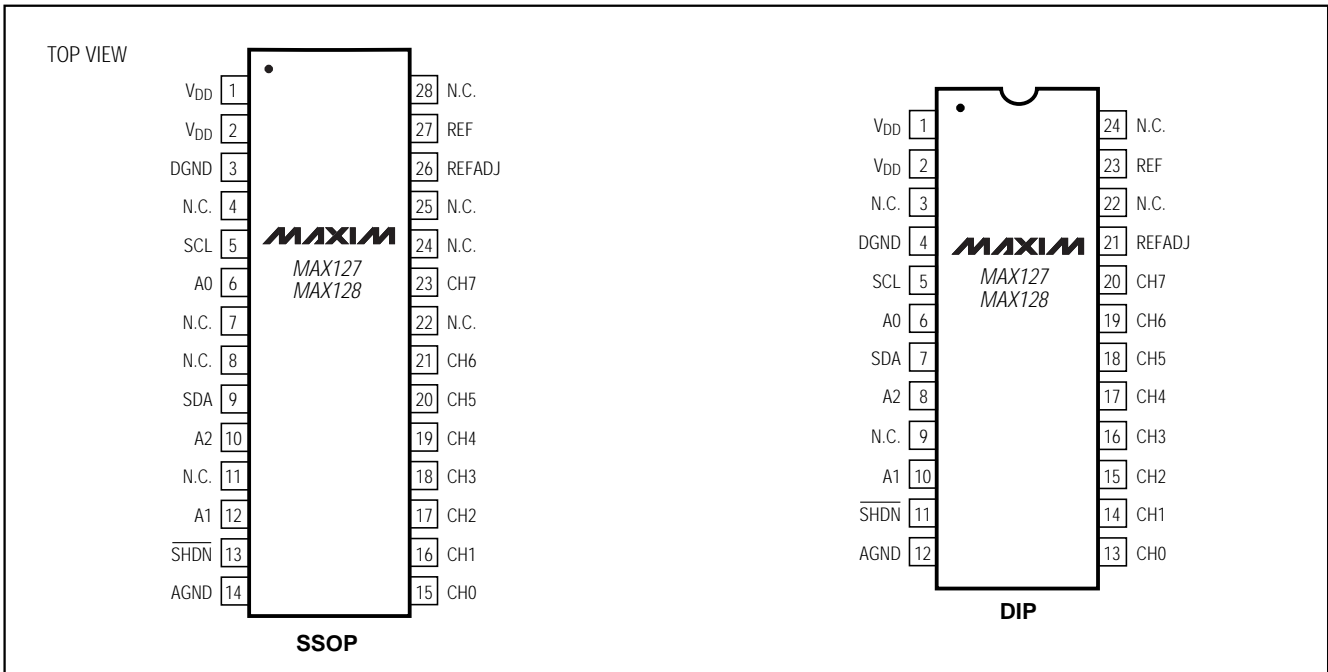 TOP VIEW
VDD 1
VDD 2
DGND 3
N.C. 4
SCL 5
A0 6
N.C. 7
N.C. 8
SDA 9
A2 10
N.C. 11
A1 12
SHDN 13
AGND 14
MAXIM
MAX127
MAX128
28 N.C.
27 REF
26 REFADJ
25 N.C.
24 N.C.
23 CH7
22 N.C.
21 CH6
20 CH5
19 CH4
18 CH3
17 CH2
16 CH1
15 CH0
SSOP
VDD 1
VDD 2
N.C. 3
DGND 4
SCL 5
A0 6
SDA 7
A2 8
N.C. 9
A1 10
SHDN 11
AGND 12
MAXIM
MAX127
MAX128
24 N.C.
23 REF
22 N.C.
21 REFADJ
20 CH7
19 CH6
18 CH5
17 CH4
16 CH3
15 CH2
14 CH1
13 CH0
DIP